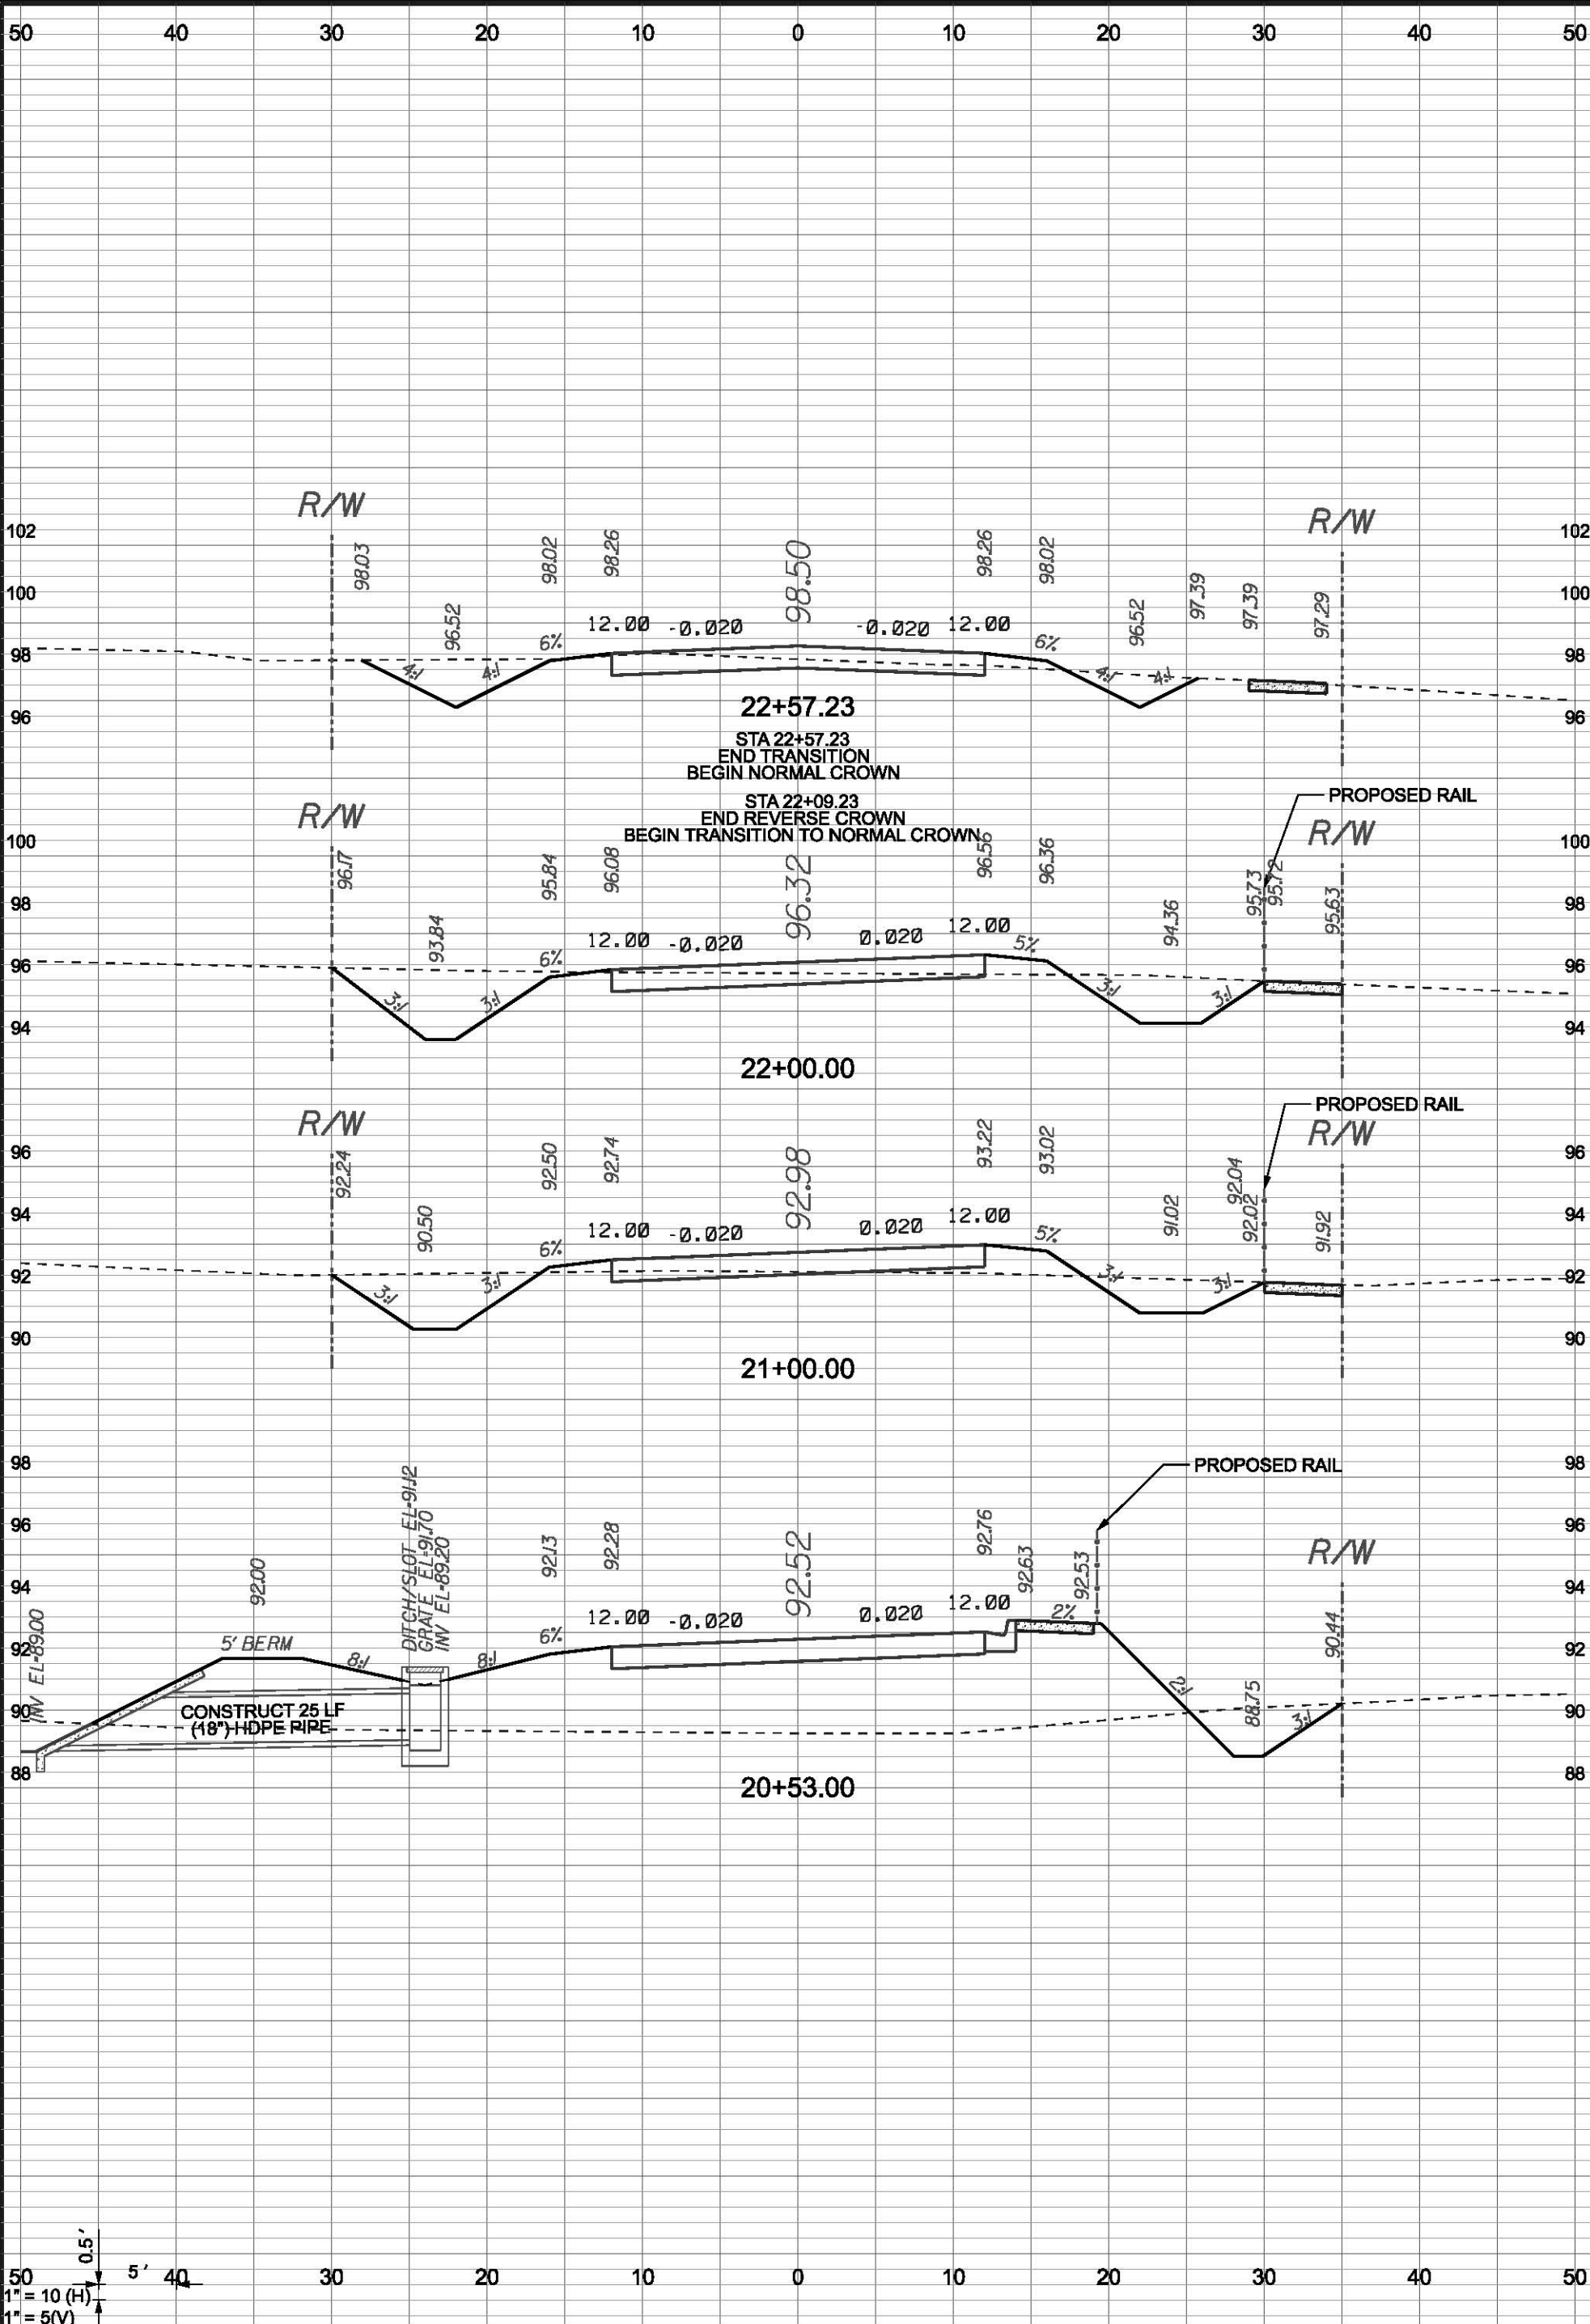 50 40 30 20 10 0 10 20 30 40 50
R/W R/W
102 98.03 98.02 98.26 98.50 98.26 98.02 102
100 96.52 96.52 97.39 97.39 97.29 100
12.00 -0.020 -0.020 12.00
98 4:1 4:1 6% 6% 4:1 4:1 98
96 22+57.23 96
STA 22+57.23
END TRANSITION
BEGIN NORMAL CROWN
STA 22+09.23
END REVERSE CROWN
BEGIN TRANSITION TO NORMAL CROWN
PROPOSED RAIL
R/W R/W
100 100
96.17 95.84 96.08 96.32 96.56 96.36 95.73 95.72
98 93.84 94.36 95.63 98
12.00 -0.020 0.020 12.00
96 6% 5% 96
3:1 3:1 3:1 3:1
94 94
22+00.00
PROPOSED RAIL
R/W R/W
96 92.24 92.50 92.74 92.98 93.22 93.02 92.04 96
94 90.50 91.02 92.02 91.92 94
12.00 -0.020 0.020 12.00
6% 5%
92 3:1 3:1 3:1 3:1 92
90 90
21+00.00
98 PROPOSED RAIL 98
DITCH/SLOT EL-91.12
GRATE EL-91.70
INV EL-89.20
96 92.13 92.28 92.52 92.76 92.63 92.53 R/W 96
94 92.00 94
INV EL-89.00
12.00 -0.020 0.020 12.00 2%
92 5' BERM 8:1 8:1 6% 90.44 92
90 CONSTRUCT 25 LF 2:1 88.75 3:1 90
(18") HDPE PIPE
88 88
20+53.00
0.5'
5'
50 40 30 20 10 0 10 20 30 40 50
1" = 10 (H)
1" = 5(V)